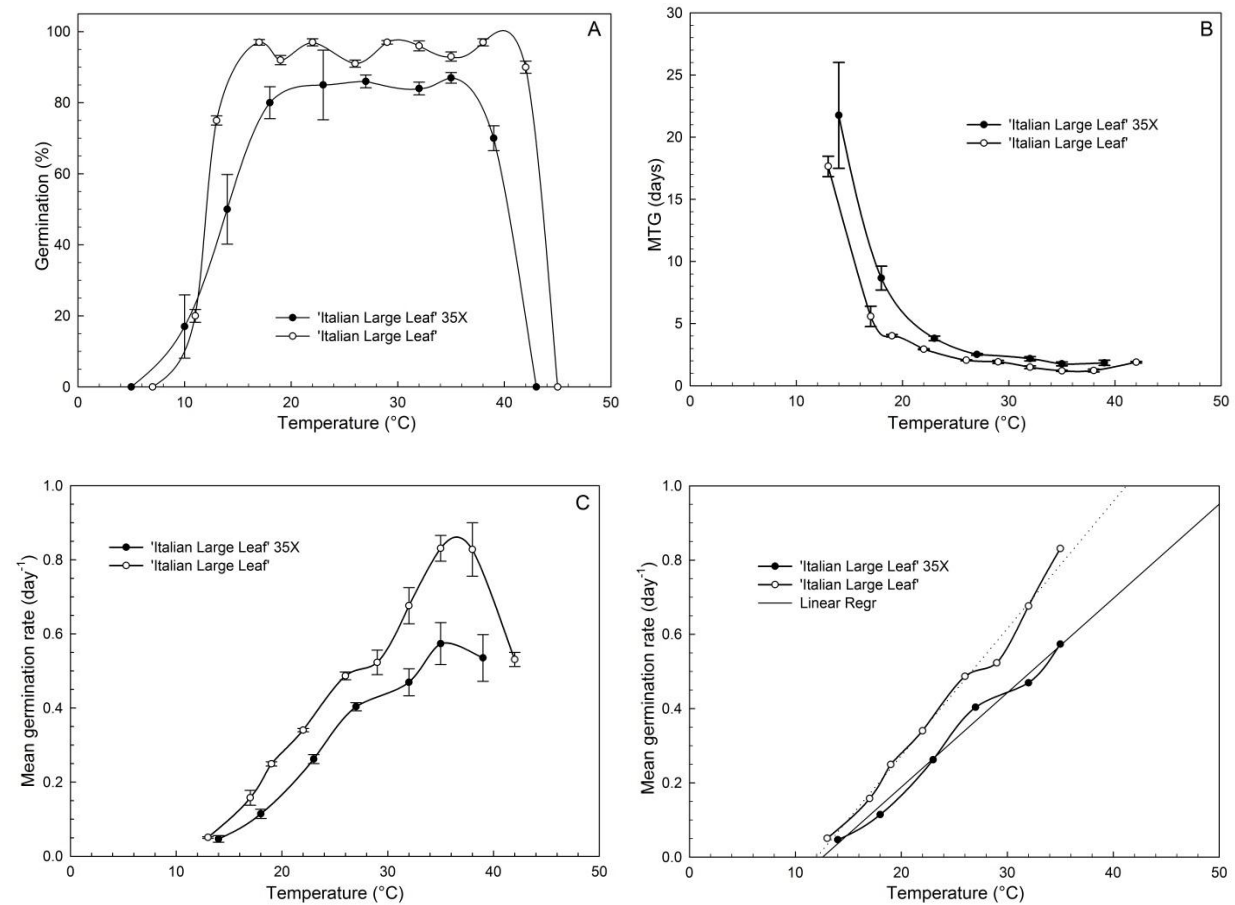 A
100
80
60
40
20
0
Germination (%)
'Italian Large Leaf' 35X
'Italian Large Leaf'
0
10
20
30
40
50
Temperature (°C)
B
30
25
20
15
10
5
0
MTG (days)
'Italian Large Leaf' 35X
'Italian Large Leaf'
0
10
20
30
40
50
Temperature (°C)
C
1.0
0.8
0.6
0.4
0.2
0.0
Mean germination rate (day⁻¹)
'Italian Large Leaf' 35X
'Italian Large Leaf'
0
10
20
30
40
50
Temperature (°C)
1.0
0.8
0.6
0.4
0.2
0.0
Mean germination rate (day⁻¹)
'Italian Large Leaf' 35X
'Italian Large Leaf'
Linear Regr
0
10
20
30
40
50
Temperature (°C)